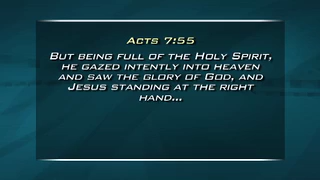 Acts 7:55
But being full of the Holy Spirit,
he gazed intently into heaven
and saw the glory of God, and
Jesus standing at the right
hand...